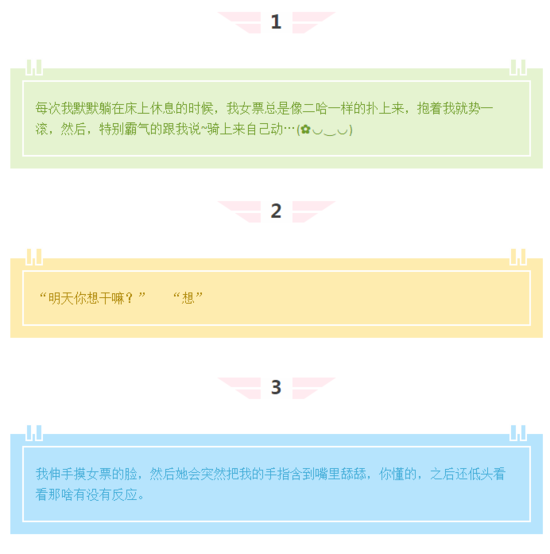 1
每次我默默躺在床上休息的时候，我女票总是像二哈一样的扑上来，抱着我就势一
滚，然后，特别霸气的跟我说~骑上来自己动…(✿◡‿◡)
2
“明天你想干嘛？” “想”
3
我伸手摸女票的脸，然后她会突然把我的手指含到嘴里舔舔，你懂的，之后还低头看
看那啥有没有反应。